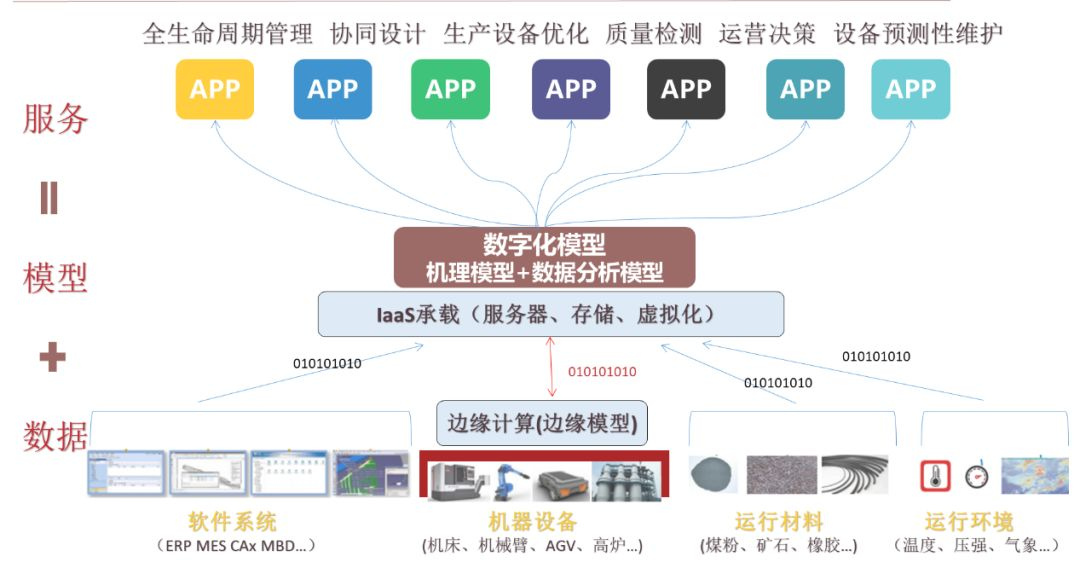 全生命周期管理 协同设计 生产设备优化 质量检测 运营决策 设备预测性维护
APP APP APP APP APP APP APP
服务
=
数字化模型
机理模型+数据分析模型
模型
IaaS承载（服务器、存储、虚拟化）
+
010101010 010101010 010101010 010101010
边缘计算(边缘模型)
数据
软件系统 机器设备 运行材料 运行环境
（ERP MES CAx MBD...） (机床、机械臂、AGV、高炉...) (煤粉、矿石、橡胶...) （温度、压强、气象...）